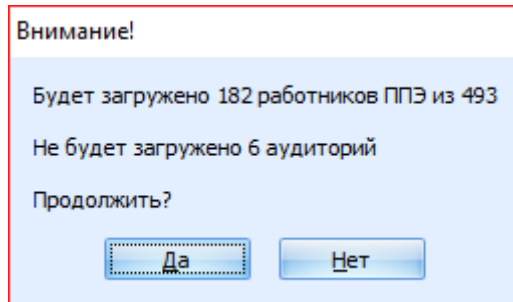 Внимание!
Будет загружено 182 работников ППЭ из 493
Не будет загружено 6 аудиторий
Продолжить?
Да
Нет